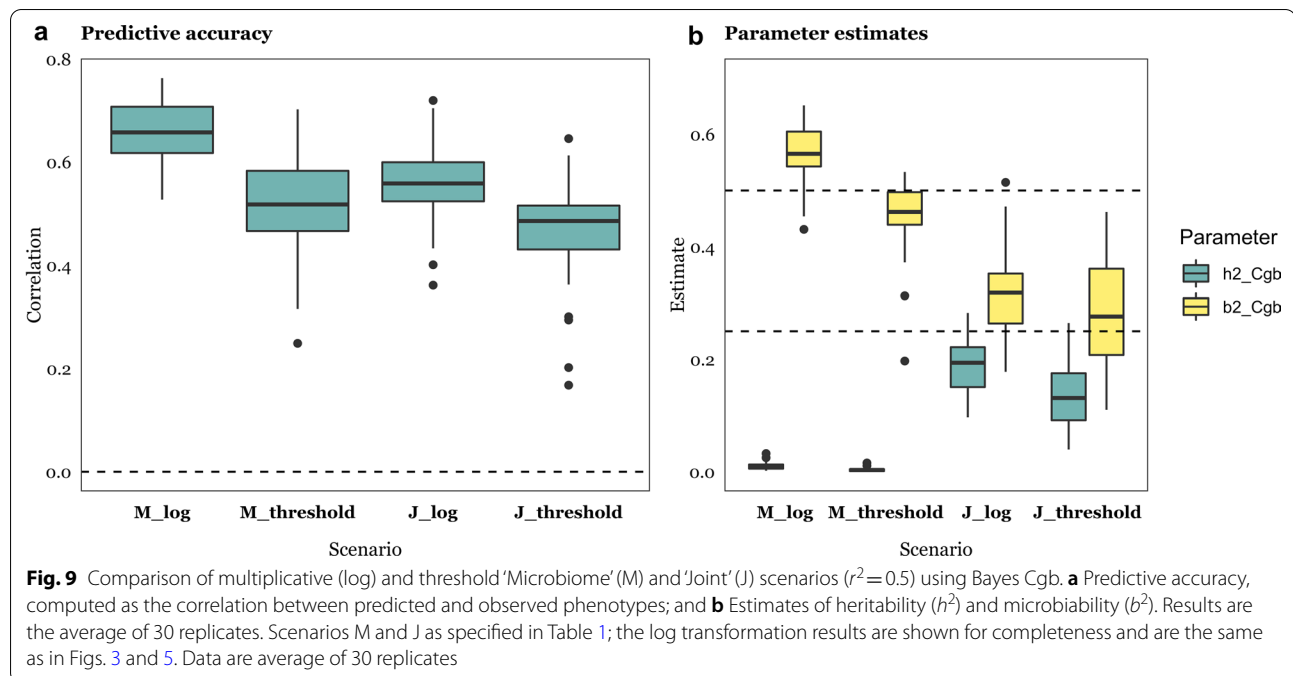 a Predictive accuracy
0.8
0.6
0.4
0.2
0.0
Correlation
M_log M_threshold J_log J_threshold
Scenario
b Parameter estimates
0.6
0.4
0.2
0.0
Estimate
M_log M_threshold J_log J_threshold
Scenario
Parameter
h2_Cgb
b2_Cgb
Fig. 9 Comparison of multiplicative (log) and threshold ‘Microbiome’ (M) and ‘Joint’ (J) scenarios (r² = 0.5) using Bayes Cgb. a Predictive accuracy,
computed as the correlation between predicted and observed phenotypes; and b Estimates of heritability (h²) and microbiability (b²). Results are
the average of 30 replicates. Scenarios M and J as specified in Table 1; the log transformation results are shown for completeness and are the same
as in Figs. 3 and 5. Data are average of 30 replicates